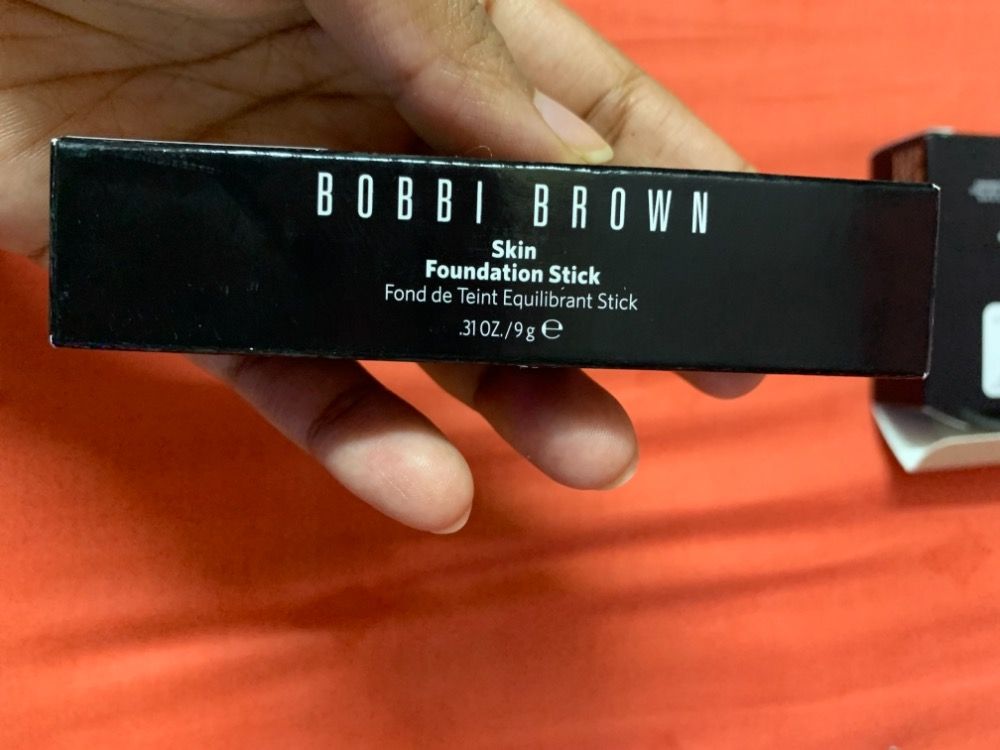 BOBBI BROWN
Skin
Foundation Stick
Fond de Teint Equilibrant Stick
.31 OZ./9 g ℮